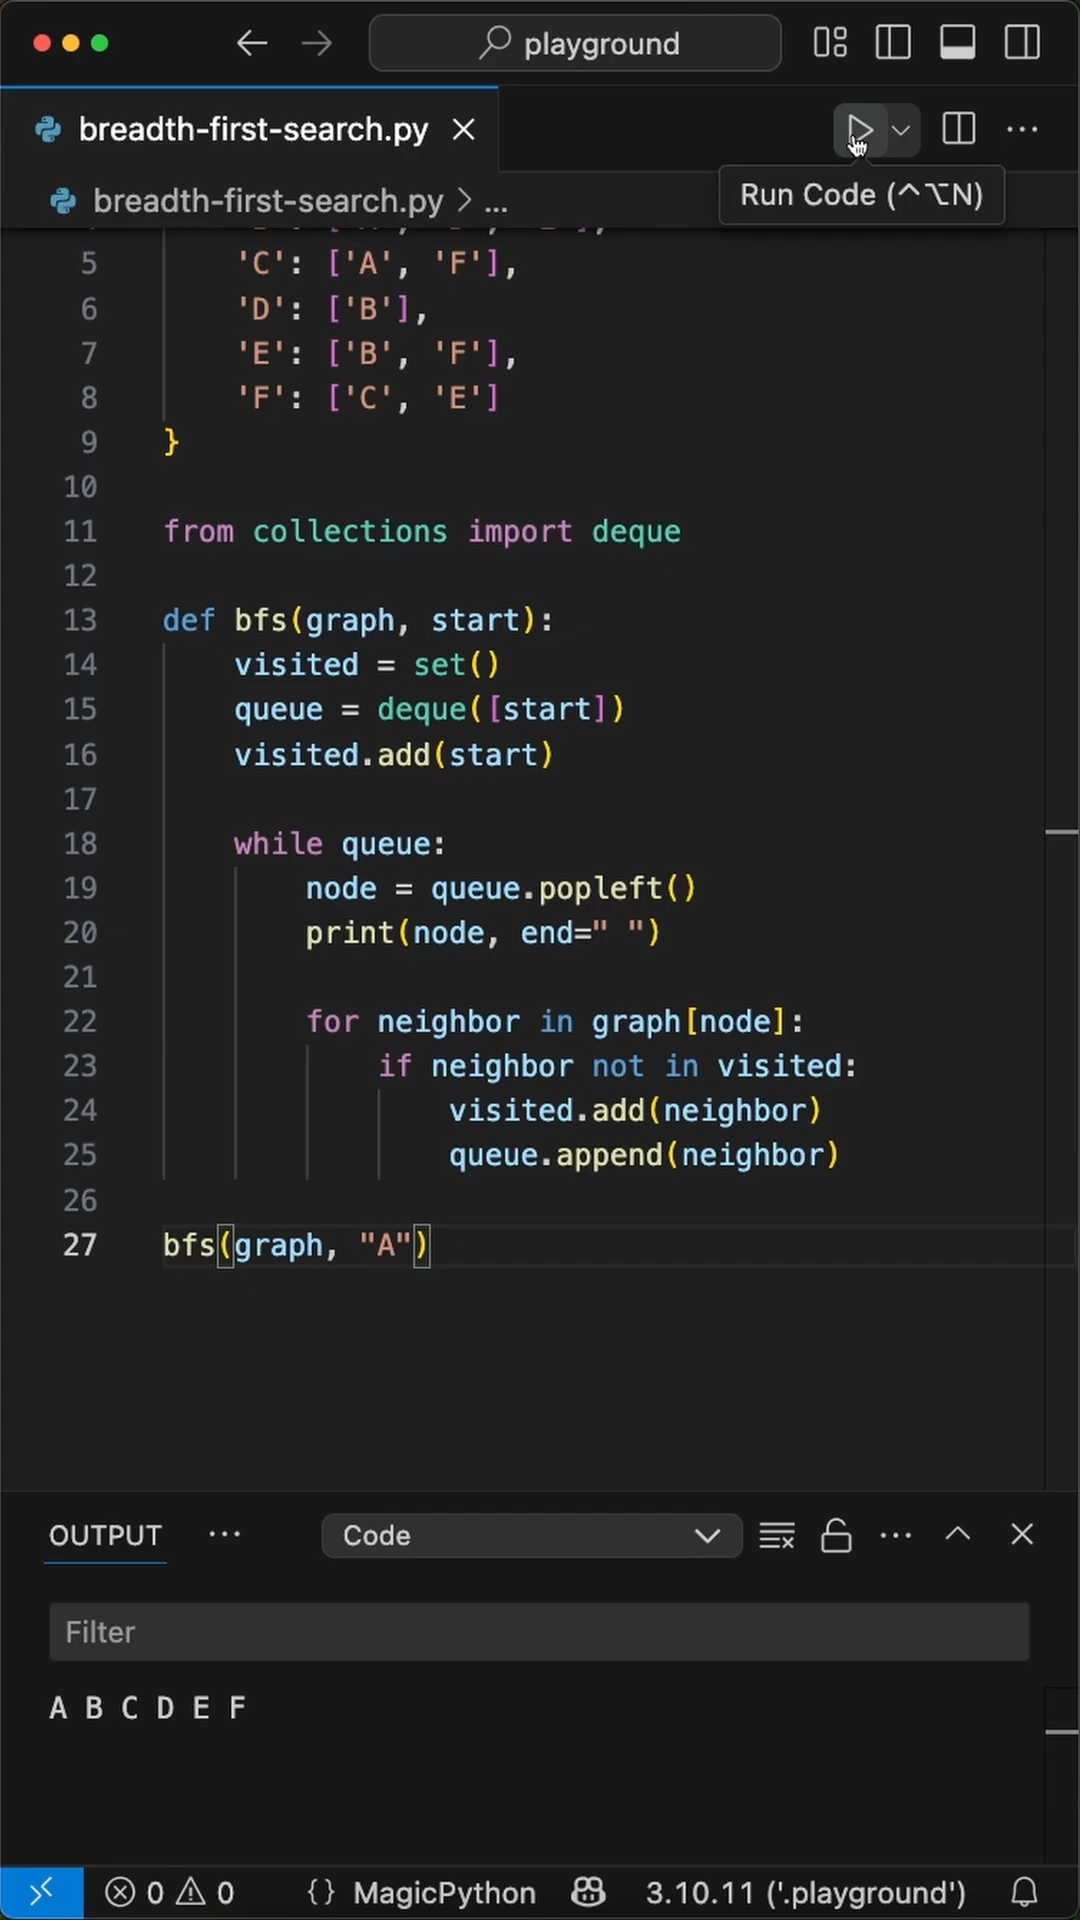 playground
breadth-first-search.py
breadth-first-search.py > ...
Run Code (^⌥N)
5 'C': ['A', 'F'],
6 'D': ['B'],
7 'E': ['B', 'F'],
8 'F': ['C', 'E']
9 }
10
11 from collections import deque
12
13 def bfs(graph, start):
14 visited = set()
15 queue = deque([start])
16 visited.add(start)
17
18 while queue:
19 node = queue.popleft()
20 print(node, end=" ")
21
22 for neighbor in graph[node]:
23 if neighbor not in visited:
24 visited.add(neighbor)
25 queue.append(neighbor)
26
27 bfs(graph, "A")
OUTPUT ... Code ...
Filter
A B C D E F
0 0 {} MagicPython 3.10.11 ('.playground')